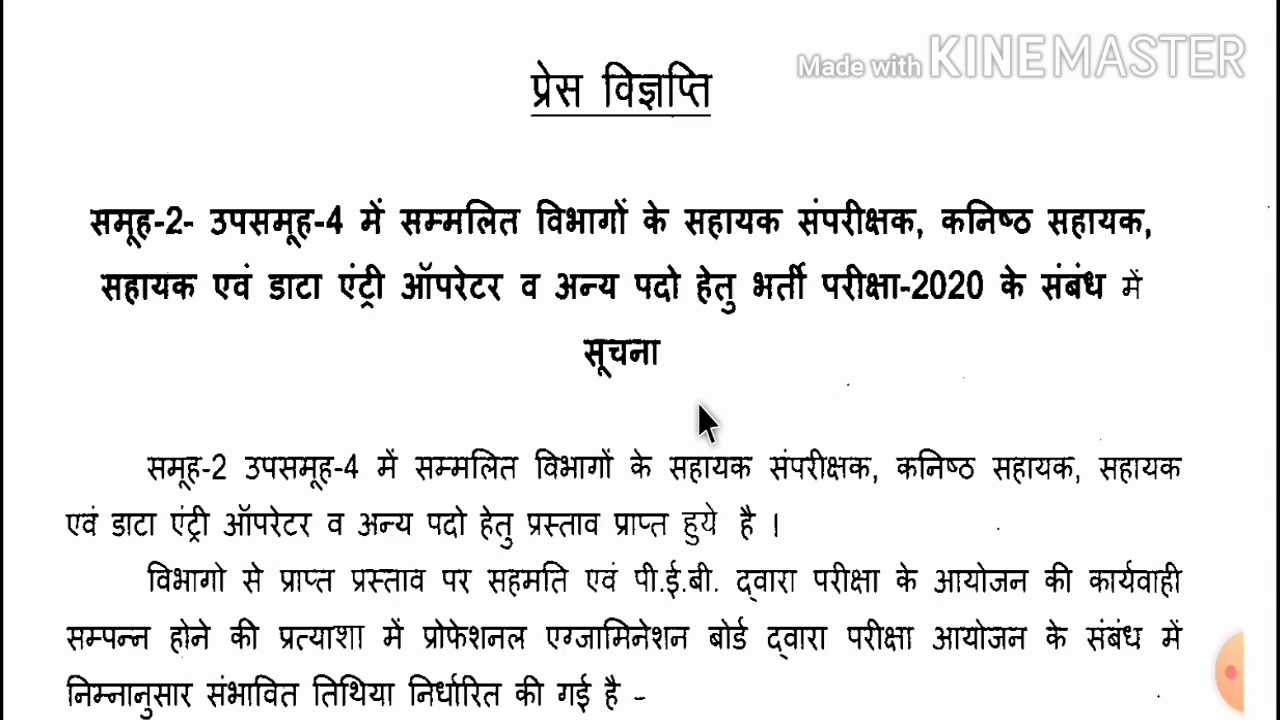 Made with KINEMASTER
प्रेस विज्ञप्ति
समूह-2- उपसमूह-4 में सम्मलित विभागों के सहायक संपरीक्षक, कनिष्ठ सहायक,
सहायक एवं डाटा एंट्री ऑपरेटर व अन्य पदो हेतु भर्ती परीक्षा-2020 के संबंध में
सूचना
समूह-2 उपसमूह-4 में सम्मलित विभागों के सहायक संपरीक्षक, कनिष्ठ सहायक, सहायक
एवं डाटा एंट्री ऑपरेटर व अन्य पदो हेतु प्रस्ताव प्राप्त हुये है ।
विभागो से प्राप्त प्रस्ताव पर सहमति एवं पी.ई.बी. द्वारा परीक्षा के आयोजन की कार्यवाही
सम्पन्न होने की प्रत्याशा में प्रोफेशनल एग्जामिनेशन बोर्ड द्वारा परीक्षा आयोजन के संबंध में
निम्नानुसार संभावित तिथिया निर्धारित की गई है -